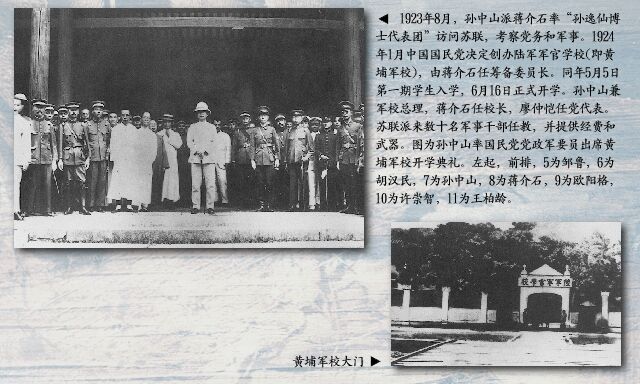 ◀ 1923年8月，孙中山派蒋介石率“孙逸仙博
士代表团”访问苏联，考察党务和军事。1924
年1月中国国民党决定创办陆军军官学校(即黄
埔军校)，由蒋介石任筹备委员长。同年5月5日
第一期学生入学，6月16日正式开学。孙中山兼
军校总理，蒋介石任校长，廖仲恺任党代表。
苏联派来数十名军事干部任教，并提供经费和
武器。图为孙中山率国民党党政军要员出席黄
埔军校开学典礼。左起，前排，5为邹鲁，6为
胡汉民，7为孙中山，8为蒋介石，9为欧阳格，
10为许崇智，11为王柏龄。
校學官軍軍陸
黄埔军校大门 ▶